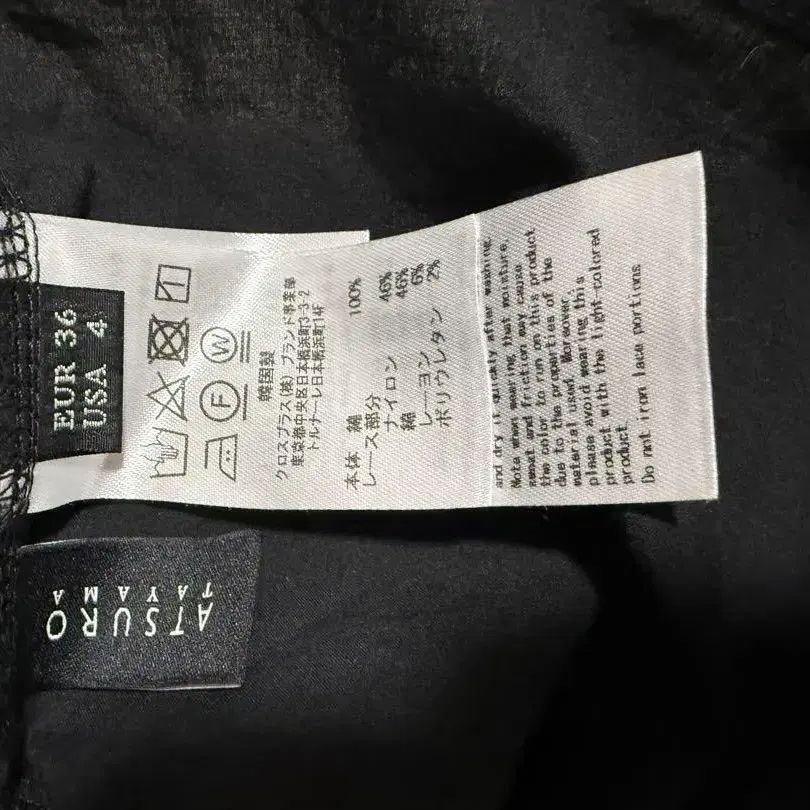 EUR 36
USA 4
F
W
韓国製
クロスプラス(株)ブランド事業部
東京都中央区日本橋浜町3-3-2
トルナーレ日本橋浜町14F
本体 綿 100%
レース部分
ナイロン 46%
綿 46%
レーヨン 6%
ポリウレタン 2%
and dry it quickly after washing.
Note when wearing that moisture,
sweat and friction may cause
the color to run on this product
due to the properties of the
material used. Moreover,
please avoid wearing this
product with the light-colored
product.
Do not iron lace portions
ATSURO
TAYAMA